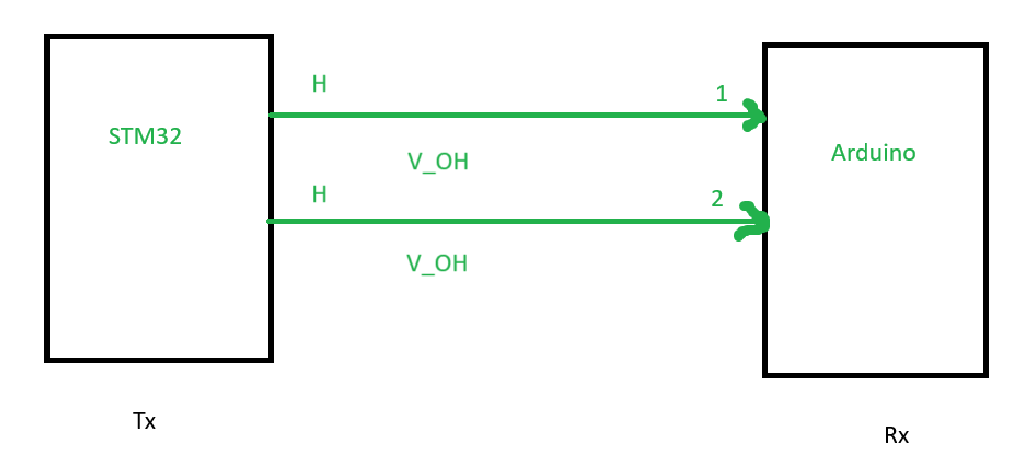 H
1
STM32
Arduino
V_OH
H
2
V_OH
Tx
Rx